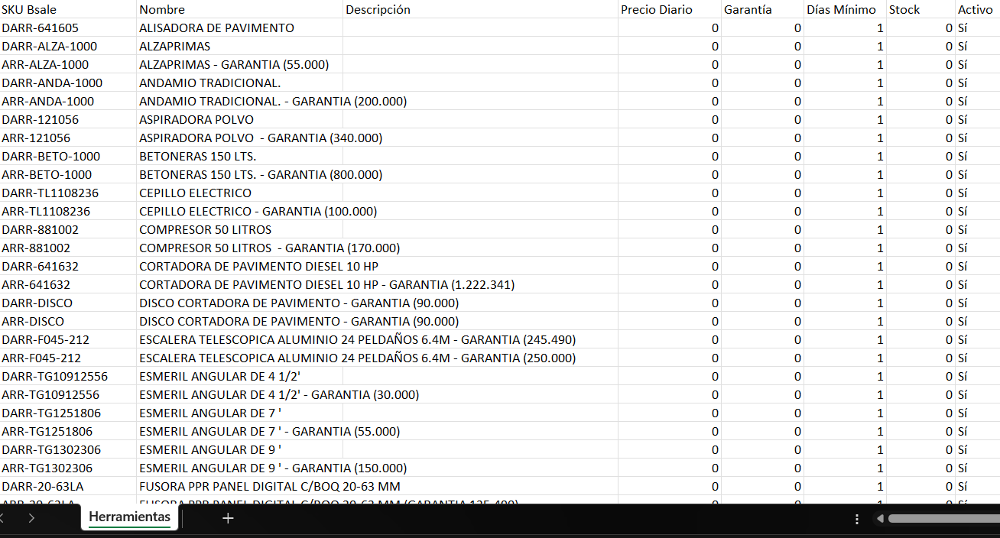 SKU Bsale Nombre Descripción Precio Diario Garantía Días Mínimo Stock Activo
DARR-641605 ALISADORA DE PAVIMENTO 0 0 1 0 Sí
DARR-ALZA-1000 ALZAPRIMAS 0 0 1 0 Sí
ARR-ALZA-1000 ALZAPRIMAS - GARANTIA (55.000) 0 0 1 0 Sí
DARR-ANDA-1000 ANDAMIO TRADICIONAL. 0 0 1 0 Sí
ARR-ANDA-1000 ANDAMIO TRADICIONAL. - GARANTIA (200.000) 0 0 1 0 Sí
DARR-121056 ASPIRADORA POLVO 0 0 1 0 Sí
ARR-121056 ASPIRADORA POLVO  - GARANTIA (340.000) 0 0 1 0 Sí
DARR-BETO-1000 BETONERAS 150 LTS. 0 0 1 0 Sí
ARR-BETO-1000 BETONERAS 150 LTS. - GARANTIA (800.000) 0 0 1 0 Sí
DARR-TL1108236 CEPILLO ELECTRICO 0 0 1 0 Sí
ARR-TL1108236 CEPILLO ELECTRICO - GARANTIA (100.000) 0 0 1 0 Sí
DARR-881002 COMPRESOR 50 LITROS 0 0 1 0 Sí
ARR-881002 COMPRESOR 50 LITROS  - GARANTIA (170.000) 0 0 1 0 Sí
DARR-641632 CORTADORA DE PAVIMENTO DIESEL 10 HP 0 0 1 0 Sí
ARR-641632 CORTADORA DE PAVIMENTO DIESEL 10 HP - GARANTIA (1.222.341) 0 0 1 0 Sí
DARR-DISCO DISCO CORTADORA DE PAVIMENTO - GARANTIA (90.000) 0 0 1 0 Sí
ARR-DISCO DISCO CORTADORA DE PAVIMENTO - GARANTIA (90.000) 0 0 1 0 Sí
DARR-F045-212 ESCALERA TELESCOPICA ALUMINIO 24 PELDAÑOS 6.4M - GARANTIA (245.490) 0 0 1 0 Sí
ARR-F045-212 ESCALERA TELESCOPICA ALUMINIO 24 PELDAÑOS 6.4M - GARANTIA (250.000) 0 0 1 0 Sí
DARR-TG10912556 ESMERIL ANGULAR DE 4 1/2' 0 0 1 0 Sí
ARR-TG10912556 ESMERIL ANGULAR DE 4 1/2' - GARANTIA (30.000) 0 0 1 0 Sí
DARR-TG1251806 ESMERIL ANGULAR DE 7 ' 0 0 1 0 Sí
ARR-TG1251806 ESMERIL ANGULAR DE 7 ' - GARANTIA (55.000) 0 0 1 0 Sí
DARR-TG1302306 ESMERIL ANGULAR DE 9 ' 0 0 1 0 Sí
ARR-TG1302306 ESMERIL ANGULAR DE 9 ' - GARANTIA (150.000) 0 0 1 0 Sí
DARR-20-63LA FUSORA PPR PANEL DIGITAL C/BOQ 20-63 MM 0 0 1 0 Sí
Herramientas